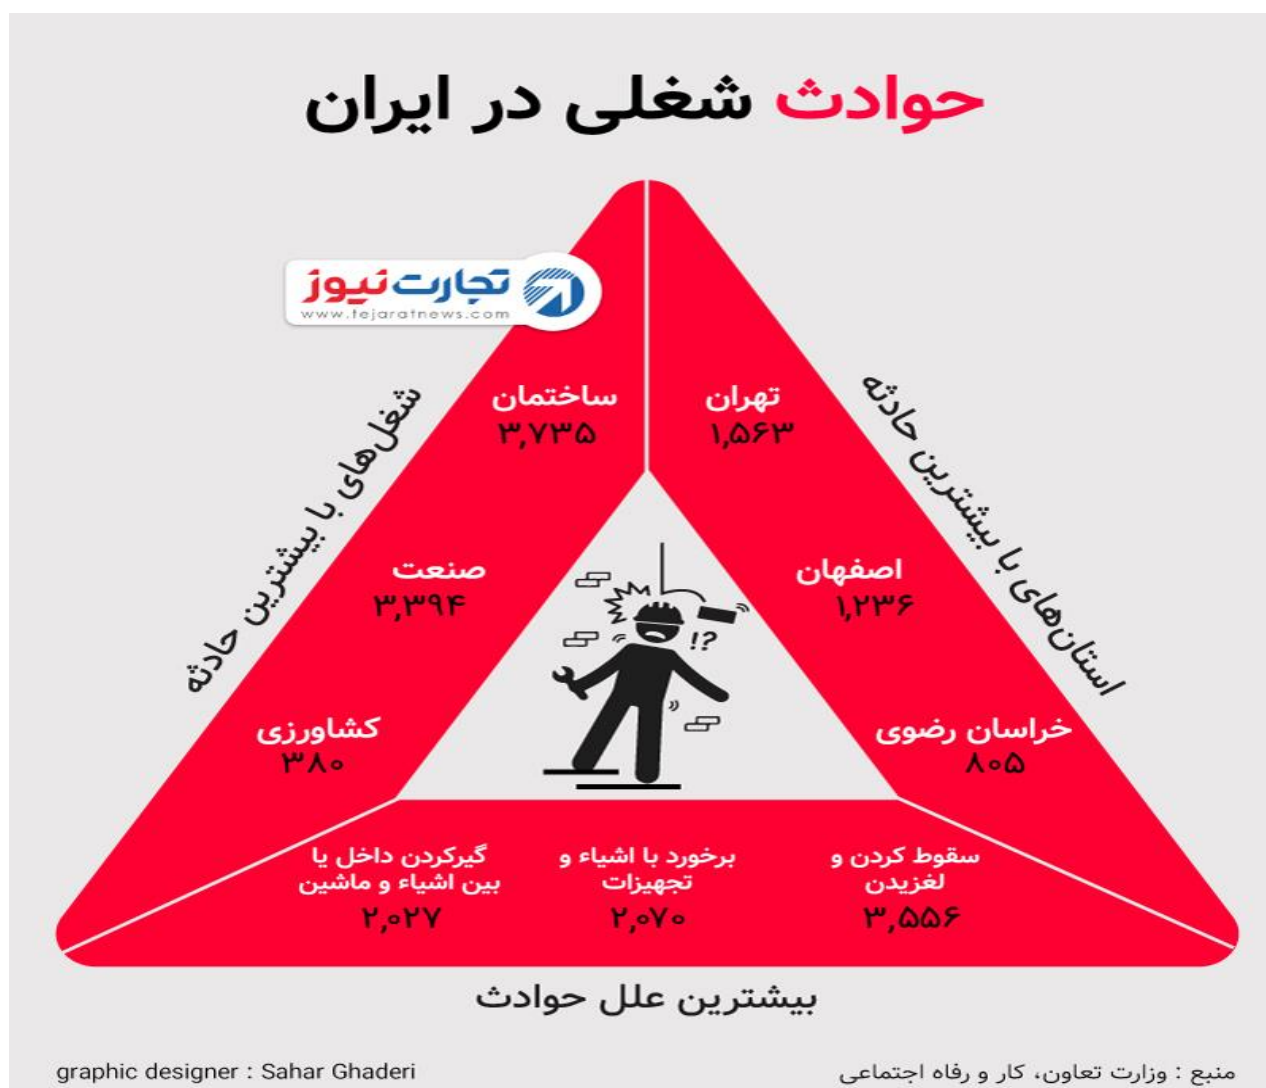 حوادث شغلی در ایران
تجارت‌نیوز
www.tejaratnews.com
استان‌های با بیشترین حادثه
تهران
۱,۵۶۳
اصفهان
۱,۲۳۶
خراسان رضوی
۸۰۵
شغل‌های با بیشترین حادثه
ساختمان
۳,۷۳۵
صنعت
۳,۳۹۴
کشاورزی
۳۸۰
!?
سقوط کردن و
لغزیدن
۳,۵۵۶
برخورد با اشیاء و
تجهیزات
۲,۰۷۰
گیرکردن داخل یا
بین اشیاء و ماشین
۲,۰۲۷
بیشترین علل حوادث
منبع : وزارت تعاون، کار و رفاه اجتماعی
graphic designer : Sahar Ghaderi